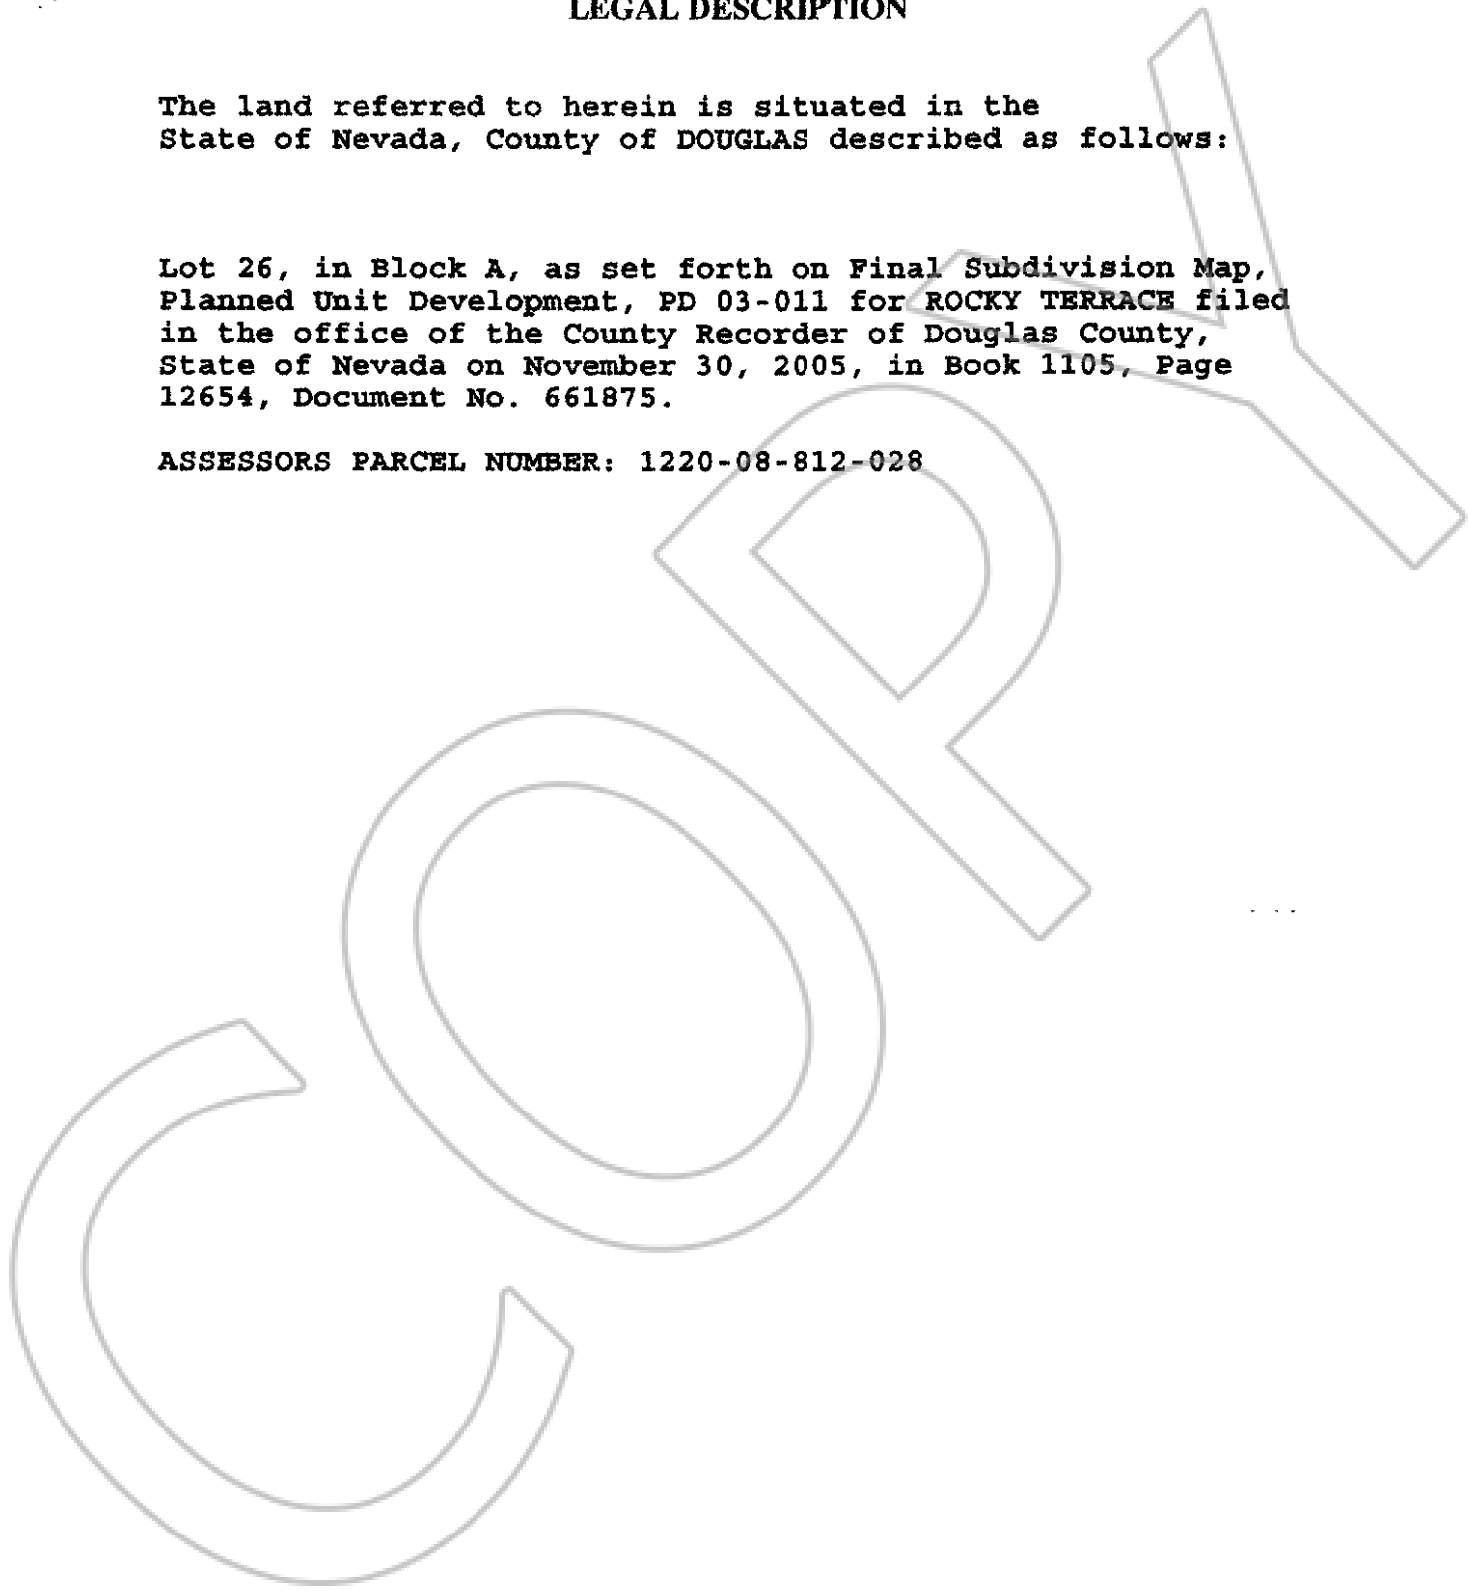 LEGAL DESCRIPTION
The land referred to herein is situated in the
State of Nevada, County of DOUGLAS described as follows:
Lot 26, in Block A, as set forth on Final Subdivision Map,
Planned Unit Development, PD 03-011 for ROCKY TERRACE filed
in the office of the County Recorder of Douglas County,
State of Nevada on November 30, 2005, in Book 1105, Page
12654, Document No. 661875.
ASSESSORS PARCEL NUMBER: 1220-08-812-028
COPY